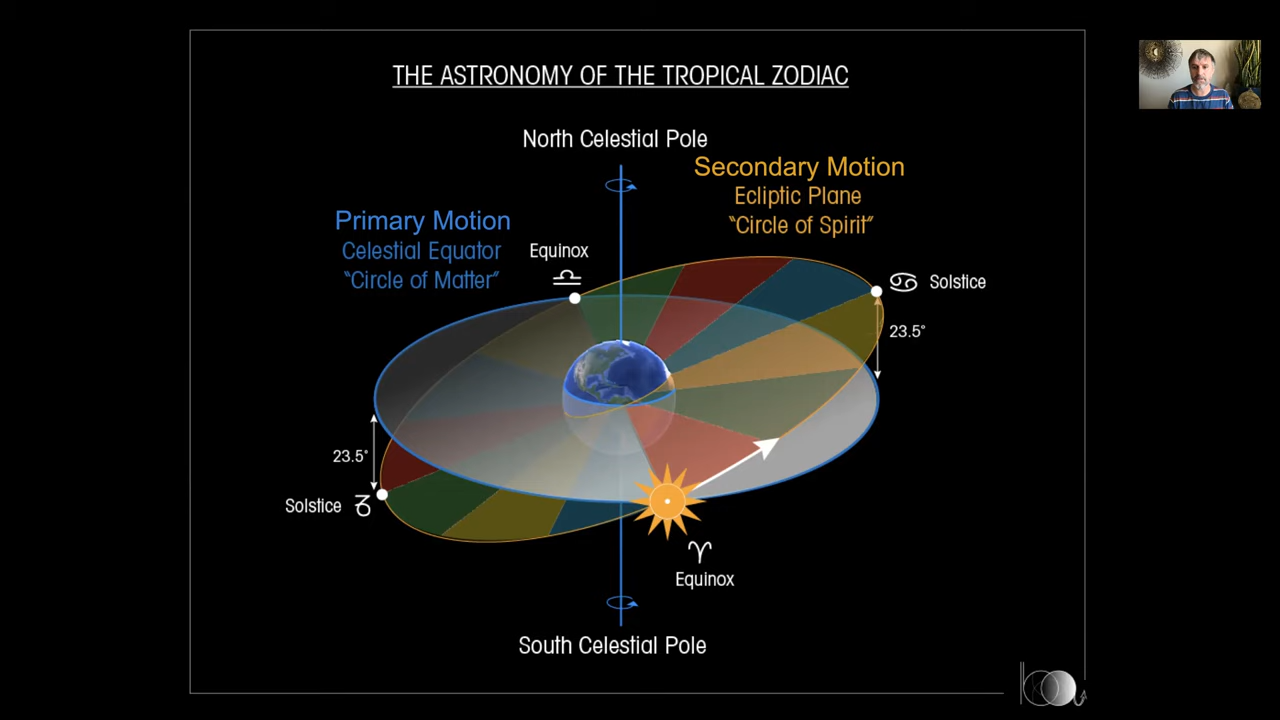 THE ASTRONOMY OF THE TROPICAL ZODIAC
North Celestial Pole
Secondary Motion
Ecliptic Plane
“Circle of Spirit”
Primary Motion
Celestial Equator
“Circle of Matter”
Equinox
♎
♋ Solstice
23.5°
23.5°
Solstice ♑
♈
Equinox
South Celestial Pole